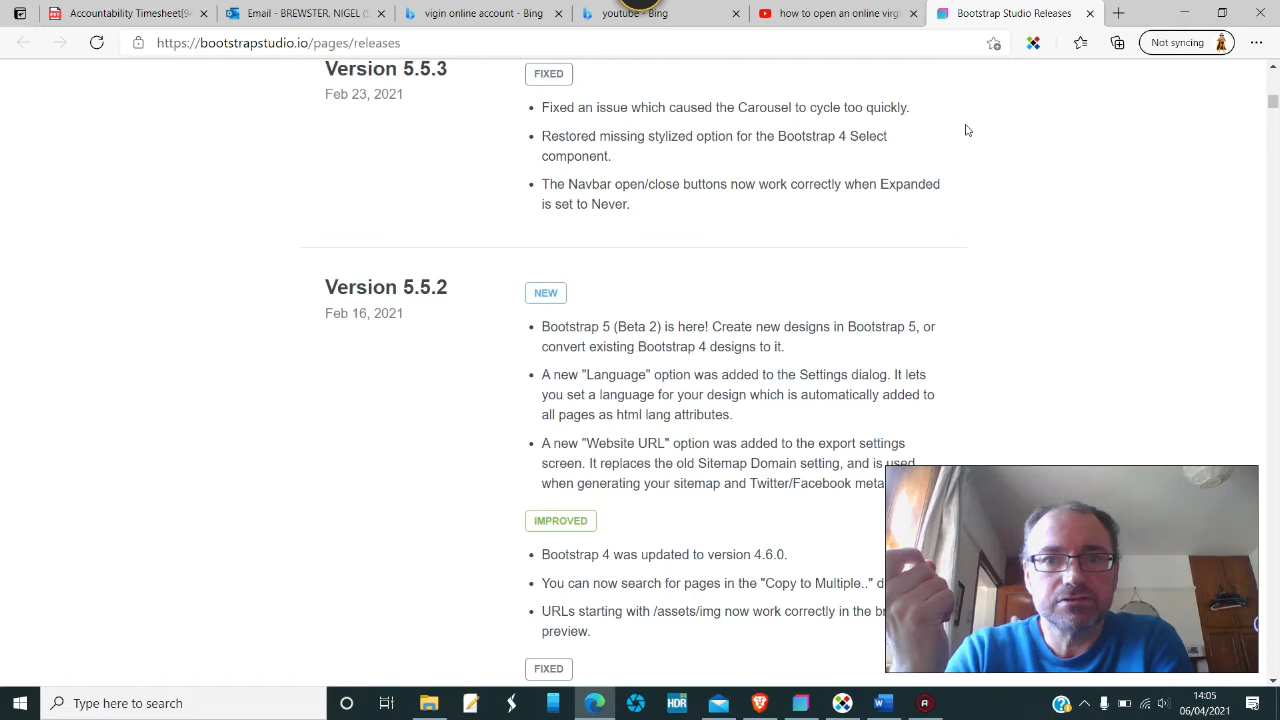 Accountability Timesheet(94
Email - BREWSTER, NIGEL (S
vigin online account - Bing
youtube - Bing
how to open an online virgi
Bootstrap Studio Releases
https://bootstrapstudio.io/pages/releases
Not syncing
Version 5.5.3
Feb 23, 2021
FIXED
Fixed an issue which caused the Carousel to cycle too quickly.
Restored missing stylized option for the Bootstrap 4 Select
component.
The Navbar open/close buttons now work correctly when Expanded
is set to Never.
Version 5.5.2
Feb 16, 2021
NEW
Bootstrap 5 (Beta 2) is here! Create new designs in Bootstrap 5, or
convert existing Bootstrap 4 designs to it.
A new "Language" option was added to the Settings dialog. It lets
you set a language for your design which is automatically added to
all pages as html lang attributes.
A new "Website URL" option was added to the export settings
screen. It replaces the old Sitemap Domain setting, and is used
when generating your sitemap and Twitter/Facebook meta
IMPROVED
Bootstrap 4 was updated to version 4.6.0.
You can now search for pages in the "Copy to Multiple.." d
URLs starting with /assets/img now work correctly in the br
preview.
FIXED
Type here to search
HDR
14:05
06/04/2021